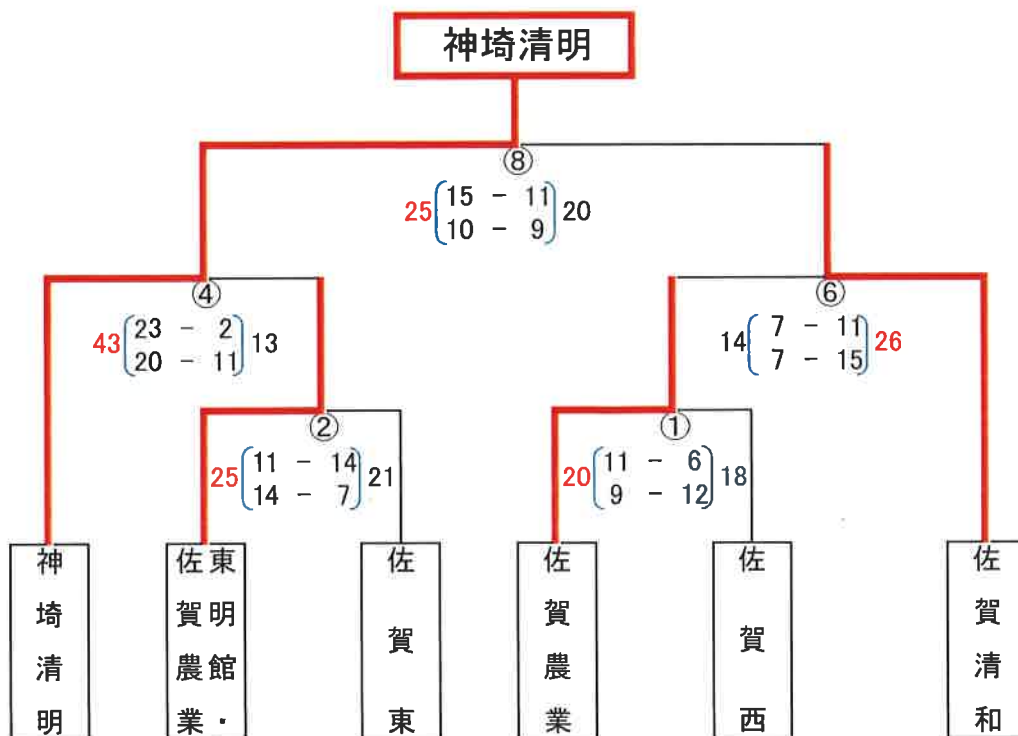 神埼清明
⑧
25 15 - 11 20
10 - 9
④
⑥
43 23 - 2 13
20 - 11
14 7 - 11 26
7 - 15
②
①
25 11 - 14 21
14 - 7
20 11 - 6 18
9 - 12
神埼清明
東明館・
佐賀農業
佐賀東
佐賀農業
佐賀西
佐賀清和